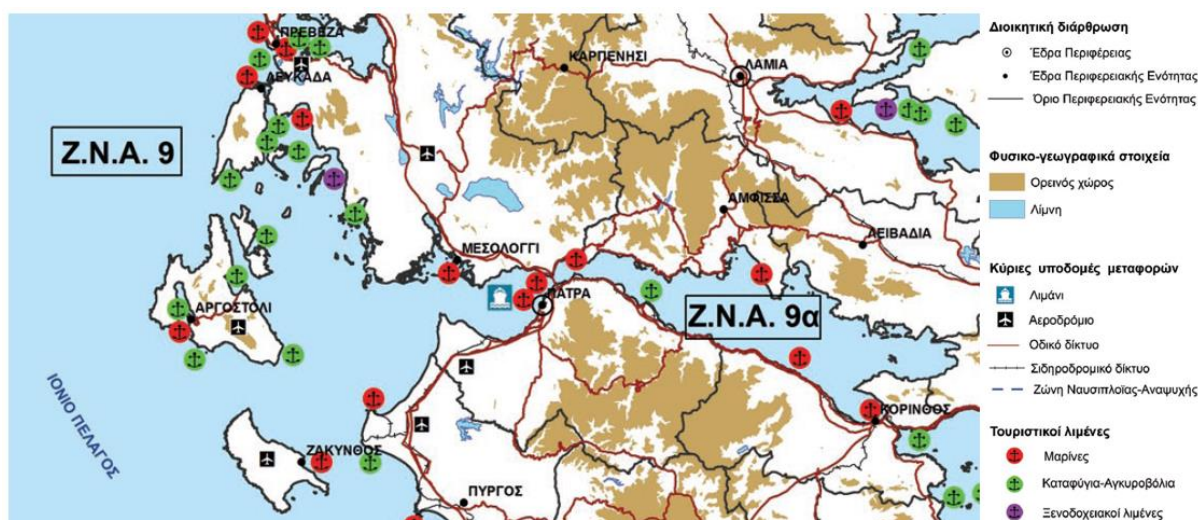 ΠΡΕΒΕΖΑ
ΛΕΥΚΑΔΑ
ΚΑΡΠΕΝΗΣΙ
ΛΑΜΙΑ
Ζ.Ν.Α. 9
ΑΜΦΙΣΣΑ
ΛΕΙΒΑΔΙΑ
ΜΕΣΟΛΟΓΓΙ
ΠΑΤΡΑ
Ζ.Ν.Α. 9α
ΑΡΓΟΣΤΟΛΙ
ΙΟΝΙΟ ΠΕΛΑΓΟΣ
ΚΟΡΙΝΘΟΣ
ΖΑΚΥΝΘΟΣ
ΠΥΡΓΟΣ
Διοικητική διάρθρωση
Έδρα Περιφέρειας
Έδρα Περιφερειακής Ενότητας
Όριο Περιφερειακής Ενότητας
Φυσικο-γεωγραφικά στοιχεία
Ορεινός χώρος
Λίμνη
Κύριες υποδομές μεταφορών
Λιμάνι
Αεροδρόμιο
Οδικό δίκτυο
Σιδηροδρομικό δίκτυο
Ζώνη Ναυσιπλοΐας-Αναψυχής
Τουριστικοί λιμένες
Μαρίνες
Καταφύγια-Αγκυροβόλια
Ξενοδοχειακοί λιμένες